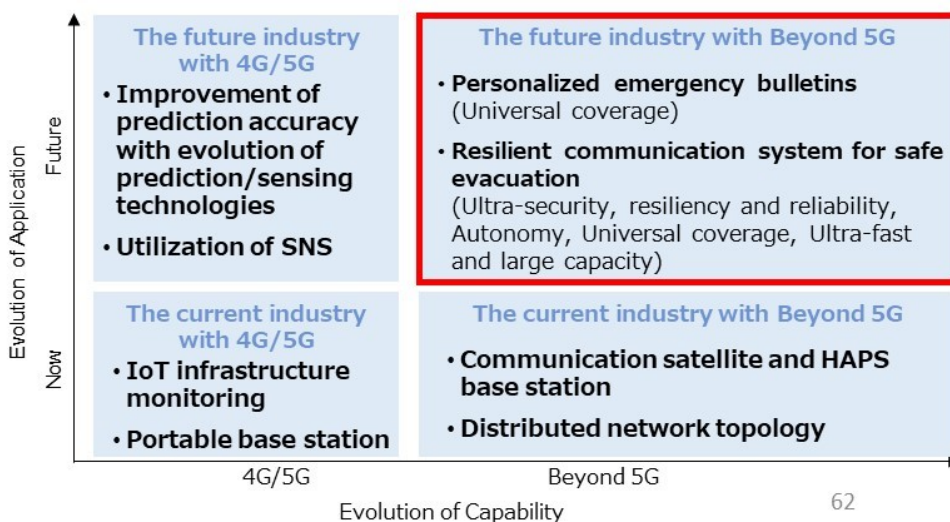 The future industry
with 4G/5G
• Improvement of
prediction accuracy
with evolution of
prediction/sensing
technologies
• Utilization of SNS
The future industry with Beyond 5G
• Personalized emergency bulletins
(Universal coverage)
• Resilient communication system for safe
evacuation
(Ultra-security, resiliency and reliability,
Autonomy, Universal coverage, Ultra-fast
and large capacity)
The current industry
with 4G/5G
• IoT infrastructure
monitoring
• Portable base station
The current industry with Beyond 5G
• Communication satellite and HAPS
base station
• Distributed network topology
Evolution of Application
Future
Now
4G/5G
Beyond 5G
Evolution of Capability
62